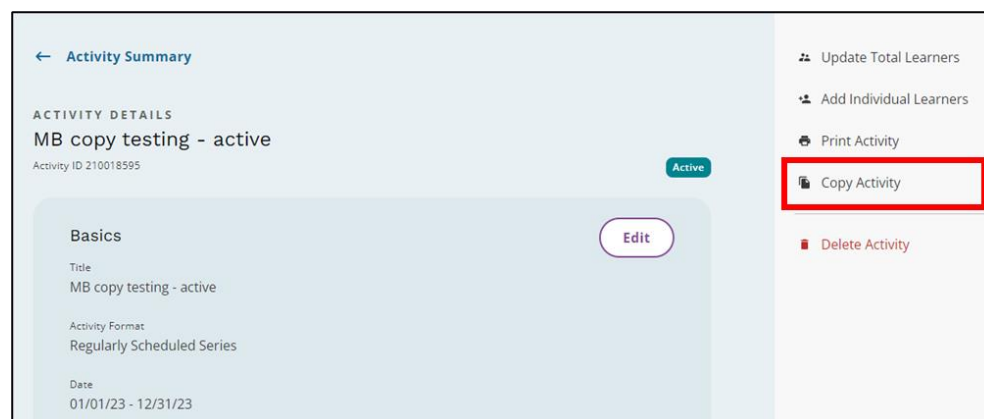 ← Activity Summary
ACTIVITY DETAILS
MB copy testing - active
Activity ID 210018595
Active
Basics
Edit
Title
MB copy testing - active
Activity Format
Regularly Scheduled Series
Date
01/01/23 - 12/31/23
Update Total Learners
Add Individual Learners
Print Activity
Copy Activity
Delete Activity